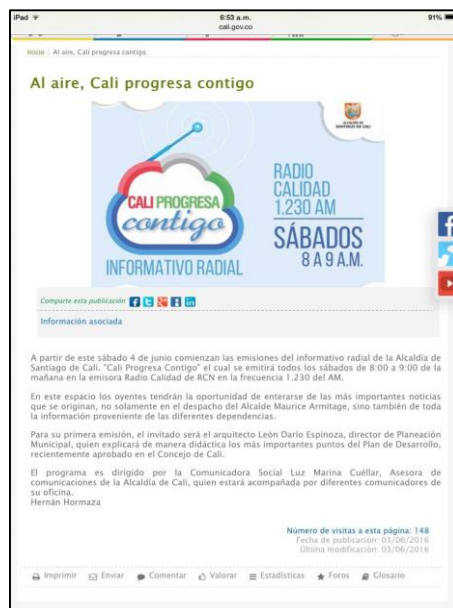 iPad
6:53 a.m.
91%
cali.gov.co
Inicio | Al aire, Cali progresa contigo
Al aire, Cali progresa contigo
ALCALDÍA DE
SANTIAGO DE CALI
CALI PROGRESA
contigo
INFORMATIVO RADIAL
RADIO
CALIDAD
1.230 AM
SÁBADOS
8 A 9 A.M.
Comparte esta publicación
Información asociada
A partir de este sábado 4 de junio comienzan las emisiones del informativo radial de la Alcaldía de
Santiago de Cali. "Cali Progresa Contigo" el cual se emitirá todos los sábados de 8:00 a 9:00 de la
mañana en la emisora Radio Calidad de RCN en la frecuencia 1.230 del AM.
En este espacio los oyentes tendrán la oportunidad de enterarse de las más importantes noticias
que se originan, no solamente en el despacho del Alcalde Maurice Armitage, sino también de toda
la información proveniente de las diferentes dependencias.
Para su primera emisión, el invitado será el arquitecto León Darío Espinoza, director de Planeación
Municipal, quien explicará de manera didáctica los más importantes puntos del Plan de Desarrollo,
recientemente aprobado en el Concejo de Cali.
El programa es dirigido por la Comunicadora Social Luz Marina Cuéllar, Asesora de
comunicaciones de la Alcaldía de Cali, quien estará acompañada por diferentes comunicadores de
su oficina.
Hernán Hormaza
Número de visitas a esta página: 148
Fecha de publicación: 03/06/2016
Última modificación: 03/06/2016
Imprimir Enviar Comentar Valorar Estadísticas Foros Glosario